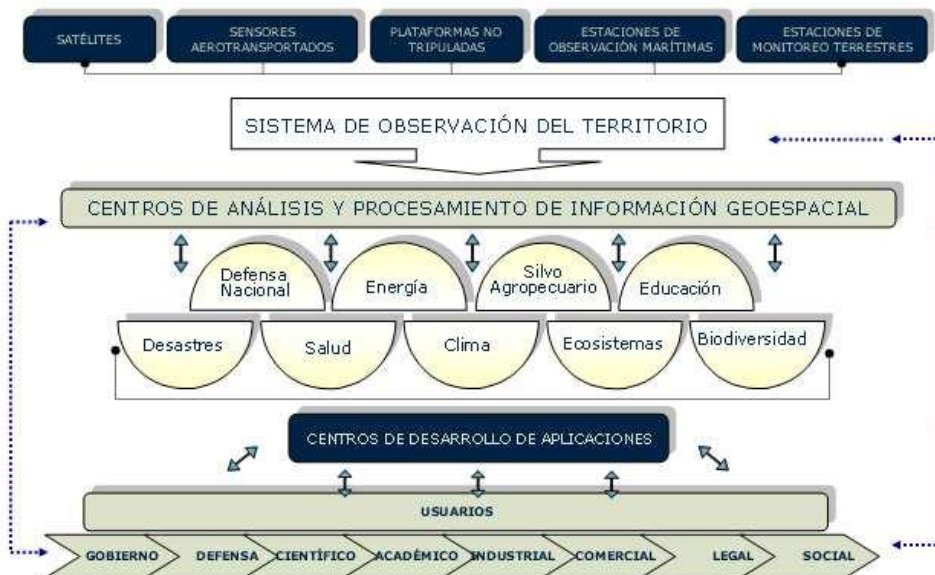 SATÉLITES
SENSORES
AEROTRANSPORTADOS
PLATAFORMAS NO
TRIPULADAS
ESTACIONES DE
OBSERVACIÓN MARÍTIMAS
ESTACIONES DE
MONITOREO TERRESTRES
SISTEMA DE OBSERVACIÓN DEL TERRITORIO
CENTROS DE ANÁLISIS Y PROCESAMIENTO DE INFORMACIÓN GEOESPACIAL
Defensa
Nacional
Energía
Silvo
Agropecuario
Educación
Desastres
Salud
Clima
Ecosistemas
Biodiversidad
CENTROS DE DESARROLLO DE APLICACIONES
USUARIOS
GOBIERNO
DEFENSA
CIENTÍFICO
ACADÉMICO
INDUSTRIAL
COMERCIAL
LEGAL
SOCIAL